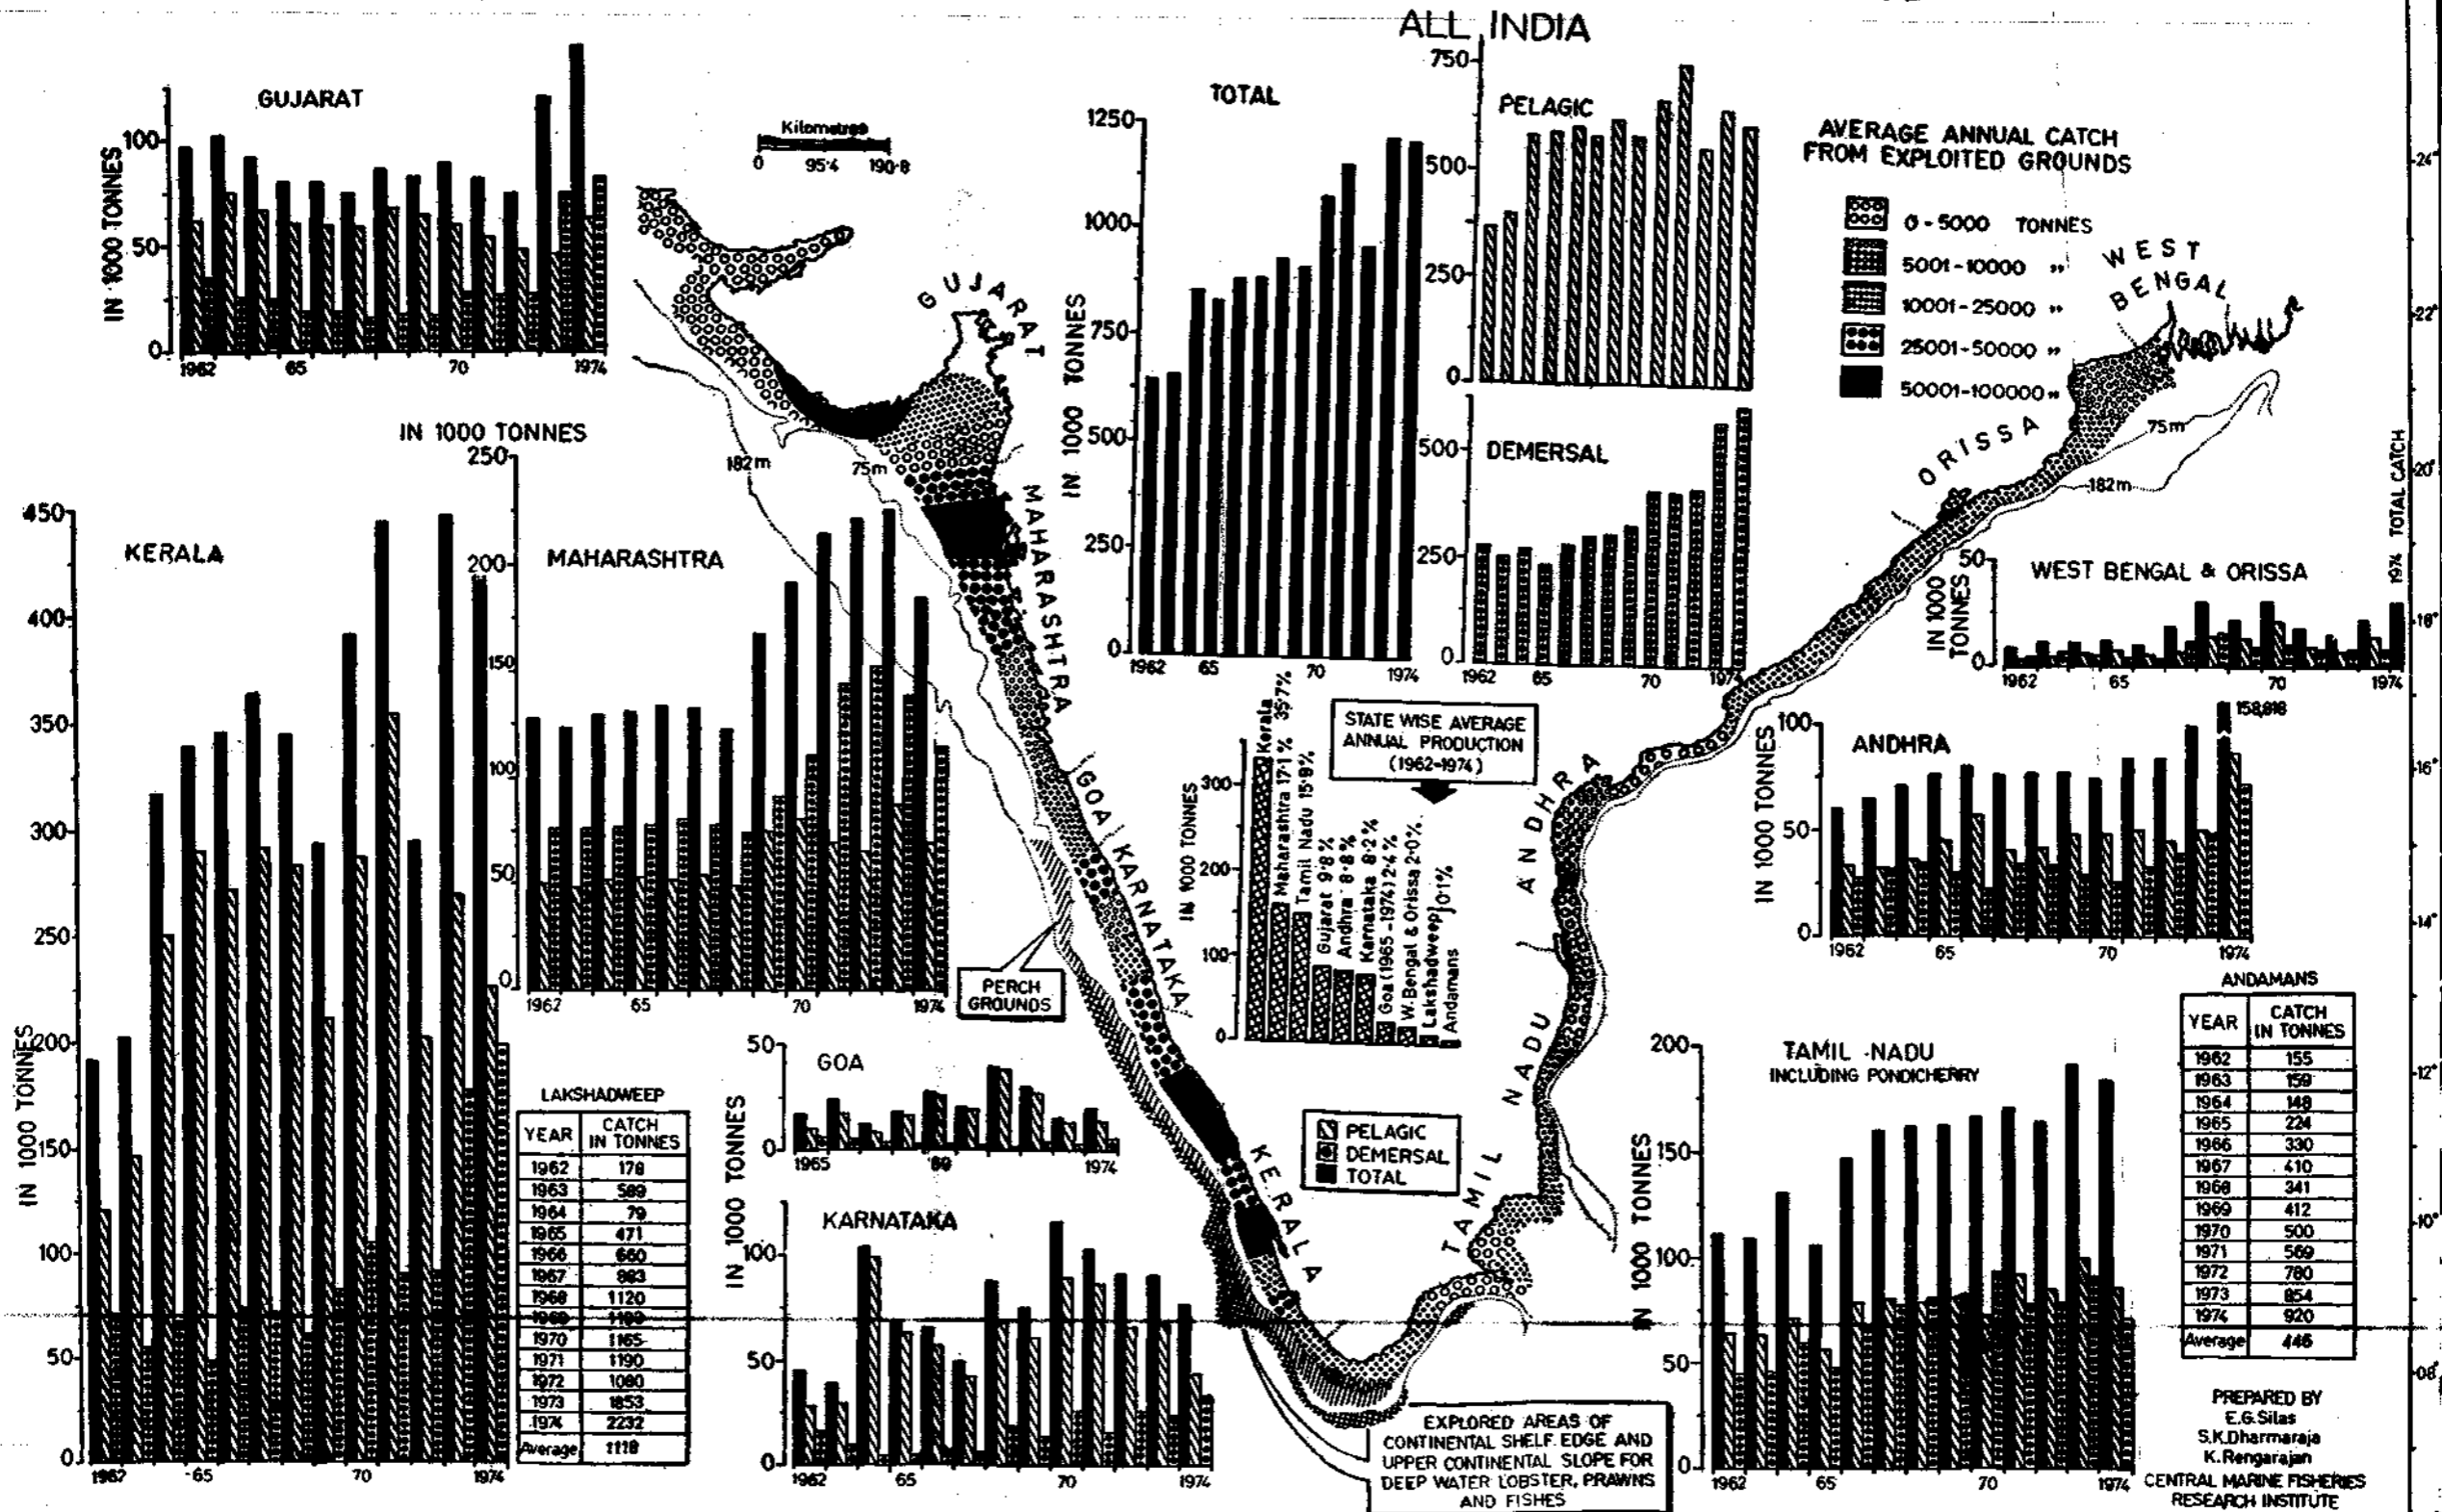 ALL INDIA
GUJARAT
IN 1000 TONNES
100
50
0
1962 65 70 1974
Kilometres
0 95·4 190·8
TOTAL
IN 1000 TONNES
1250
1000
750
500
250
0
1962 65 70 1974
PELAGIC
750
500
250
0
DEMERSAL
500
250
0
1962 65 70 1974
AVERAGE ANNUAL CATCH
FROM EXPLOITED GROUNDS
0-5000 TONNES
5001-10000 ,,
10001-25000 ,,
25001-50000 ,,
50001-100000 ,,
WEST
BENGAL
ORISSA
ANDHRA
TAMIL NADU
KERALA
KARNATAKA
GOA
MAHARASHTRA
GUJARAT
182m
75m
75m
182m
24°
22°
20°
18°
16°
14°
12°
10°
08°
1974 TOTAL CATCH
KERALA
IN 1000 TONNES
450
400
350
300
250
200
150
100
50
0
1962 65 70 1974
IN 1000 TONNES
MAHARASHTRA
250
200
150
100
50
0
1962 65 70 1974
WEST BENGAL & ORISSA
IN 1000
TONNES
50
0
1962 65 70 1974
STATE WISE AVERAGE
ANNUAL PRODUCTION
(1962-1974)
IN 1000 TONNES
300
200
100
0
Kerala 35·7%
Maharashtra 17·1%
Tamil Nadu 15·9%
Gujarat 9·8%
Andhra 8·8%
Karnataka 8·2%
Goa (1965-1974) 2·4%
W.Bengal & Orissa 2·0%
Lakshadweep
Andamans
0·1%
ANDHRA
IN 1000 TONNES
100
50
0
1962 65 70 1974
PERCH
GROUNDS
GOA
50
0
1965 1974
IN 1000 TONNES
KARNATAKA
100
50
0
1962 65 70 1974
LAKSHADWEEP
YEAR CATCH
IN TONNES
1962 178
1963 589
1964 79
1965 471
1966 660
1967 883
1968 1120
1969
1970 1165
1971 1190
1972 1080
1973 1853
1974 2232
Average 1118
PELAGIC
DEMERSAL
TOTAL
TAMIL NADU
INCLUDING PONDICHERRY
IN 1000 TONNES
200
150
100
50
0
1962 65 70 1974
ANDAMANS
YEAR CATCH
IN TONNES
1962 155
1963 159
1964 148
1965 224
1966 330
1967 410
1968 341
1969 412
1970 500
1971 569
1972 780
1973 854
1974 920
Average 446
EXPLORED AREAS OF
CONTINENTAL SHELF EDGE AND
UPPER CONTINENTAL SLOPE FOR
DEEP WATER LOBSTER, PRAWNS
AND FISHES
PREPARED BY
E.G.Silas
S.K.Dharmaraja
K.Rengarajan
CENTRAL MARINE FISHERIES
RESEARCH INSTITUTE